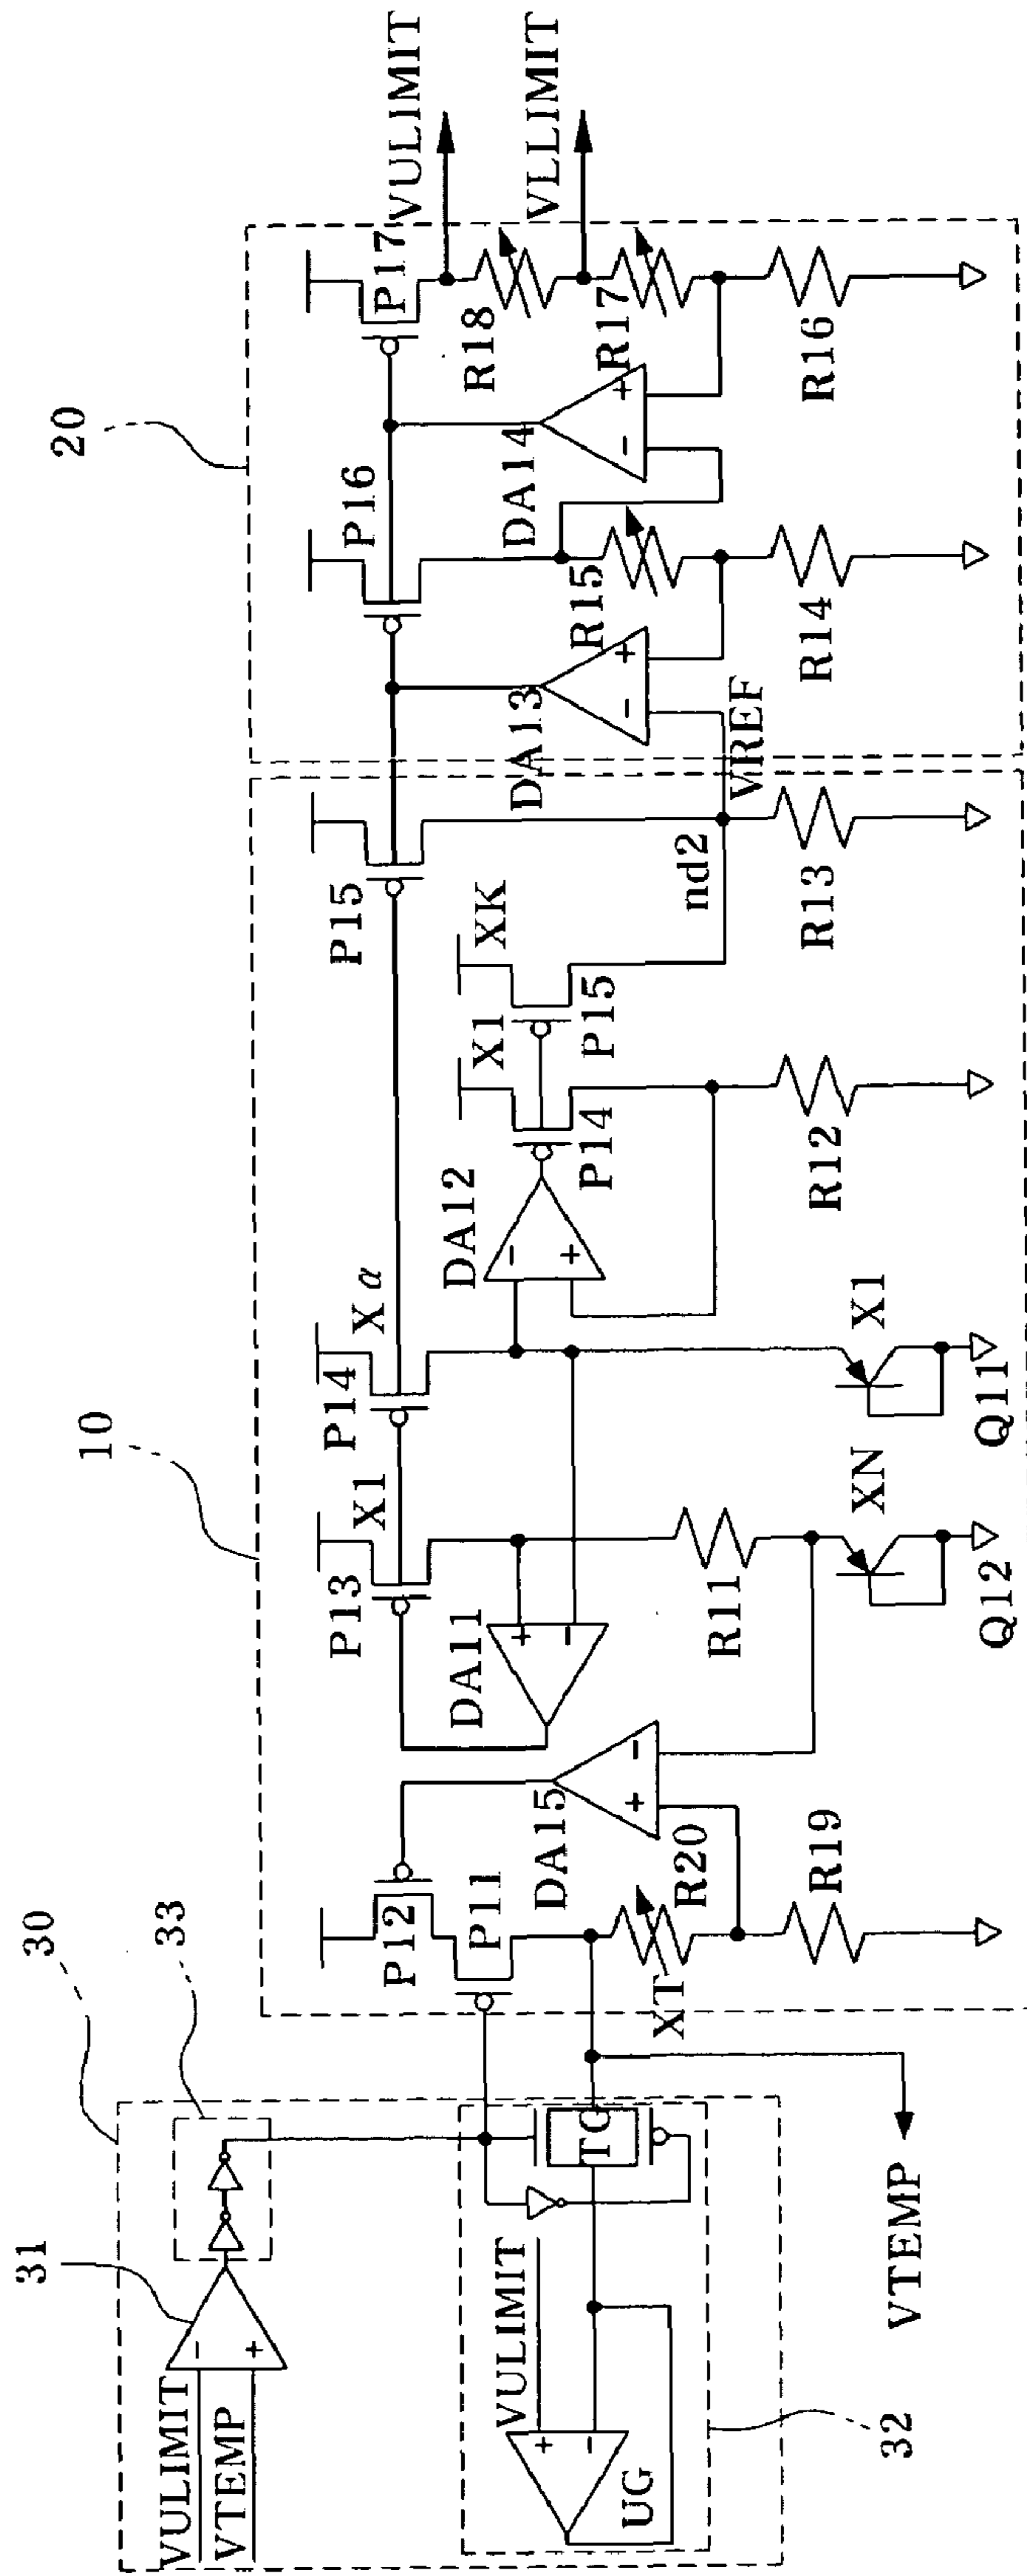 30
33
31
VULIMIT
VTEMP
-
+
VULIMIT
+
-
UG
TC
32
VTEMP
10
P12
P11
DA15
+
-
XT
R20
R19
P13
X1
DA11
+
-
R11
XN
Q12
P14
Xα
X1
Q11
DA12
-
+
X1
P14
XK
P15
R12
P15
nd2
VREF
R13
20
P16
DA13
-
+
R15
R14
DA14
-
+
P17
R18
R17
R16
VULIMIT
VLLIMIT